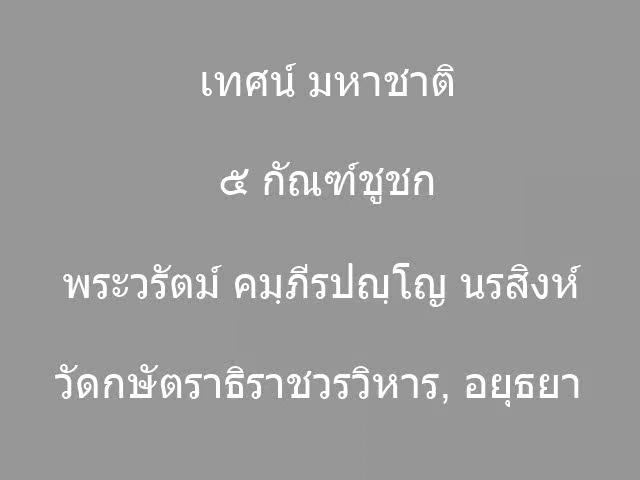 เทศน์ มหาชาติ
๕ กัณฑ์ชูชก
พระวรัตม์ คมฺภีรปญฺโญ นรสิงห์
วัดกษัตราธิราชวรวิหาร, อยุธยา